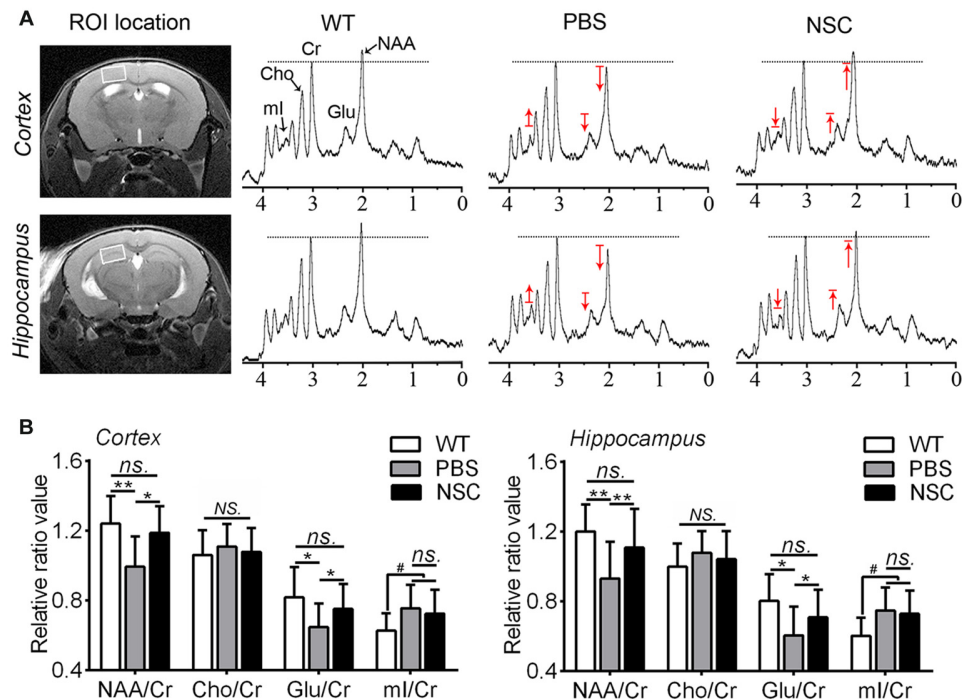 A
ROI location
WT
PBS
NSC
Cortex
Cr
NAA
Cho
mI
Glu
4 3 2 1 0
4 3 2 1 0
4 3 2 1 0
Hippocampus
4 3 2 1 0
4 3 2 1 0
4 3 2 1 0
B
Cortex
Relative ratio value
1.6
1.2
0.8
0.4
ns.
** *
NS.
ns.
* *
ns.
#
WT
PBS
NSC
NAA/Cr Cho/Cr Glu/Cr mI/Cr
Hippocampus
Relative ratio value
1.6
1.2
0.8
0.4
ns.
** **
NS.
ns.
* *
ns.
#
WT
PBS
NSC
NAA/Cr Cho/Cr Glu/Cr mI/Cr